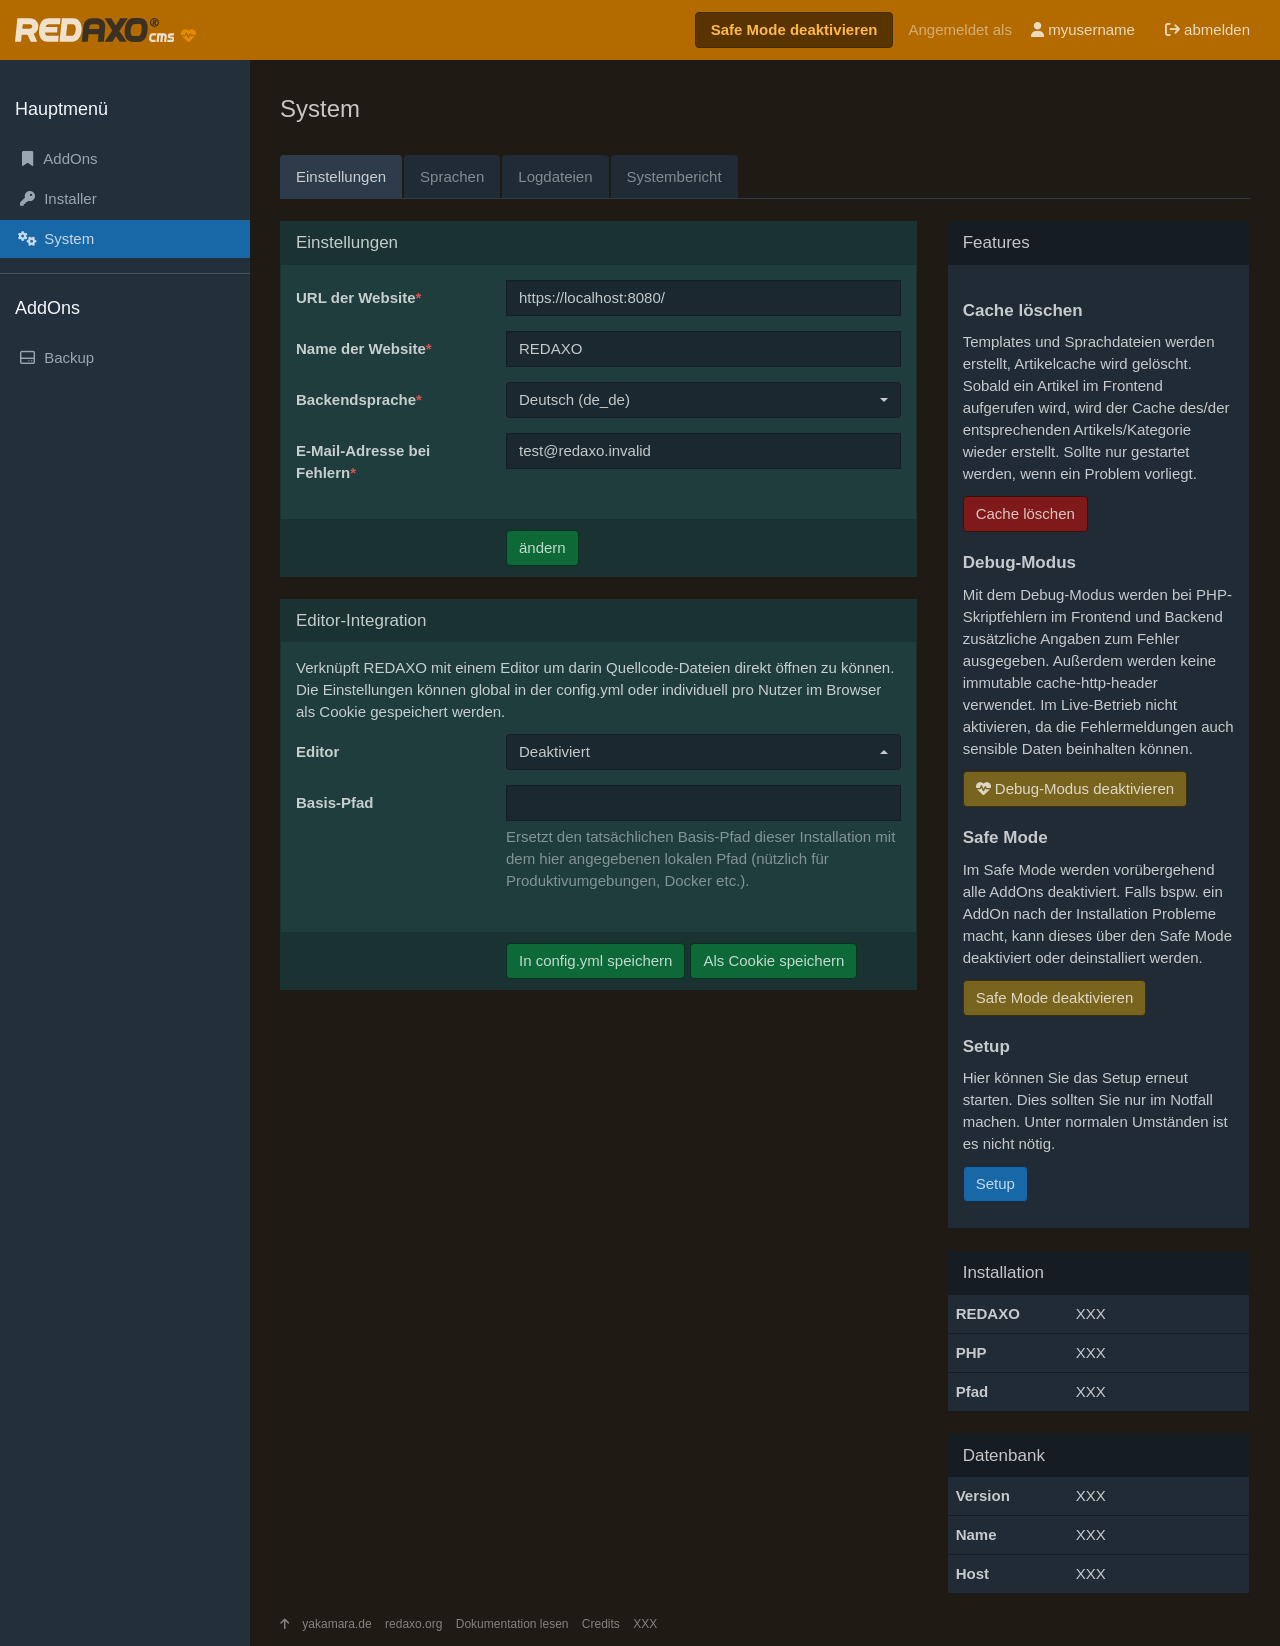 REDAXO® cms
Safe Mode deaktivieren
Angemeldet als
myusername
abmelden
Hauptmenü
AddOns
Installer
System
AddOns
Backup
System
Einstellungen
Sprachen
Logdateien
Systembericht
Einstellungen
URL der Website*
https://localhost:8080/
Name der Website*
REDAXO
Backendsprache*
Deutsch (de_de)
E-Mail-Adresse bei
Fehlern*
test@redaxo.invalid
ändern
Editor-Integration
Verknüpft REDAXO mit einem Editor um darin Quellcode-Dateien direkt öffnen zu können.
Die Einstellungen können global in der config.yml oder individuell pro Nutzer im Browser
als Cookie gespeichert werden.
Editor
Deaktiviert
Basis-Pfad
Ersetzt den tatsächlichen Basis-Pfad dieser Installation mit
dem hier angegebenen lokalen Pfad (nützlich für
Produktivumgebungen, Docker etc.).
In config.yml speichern
Als Cookie speichern
Features
Cache löschen
Templates und Sprachdateien werden
erstellt, Artikelcache wird gelöscht.
Sobald ein Artikel im Frontend
aufgerufen wird, wird der Cache des/der
entsprechenden Artikels/Kategorie
wieder erstellt. Sollte nur gestartet
werden, wenn ein Problem vorliegt.
Cache löschen
Debug-Modus
Mit dem Debug-Modus werden bei PHP-
Skriptfehlern im Frontend und Backend
zusätzliche Angaben zum Fehler
ausgegeben. Außerdem werden keine
immutable cache-http-header
verwendet. Im Live-Betrieb nicht
aktivieren, da die Fehlermeldungen auch
sensible Daten beinhalten können.
Debug-Modus deaktivieren
Safe Mode
Im Safe Mode werden vorübergehend
alle AddOns deaktiviert. Falls bspw. ein
AddOn nach der Installation Probleme
macht, kann dieses über den Safe Mode
deaktiviert oder deinstalliert werden.
Safe Mode deaktivieren
Setup
Hier können Sie das Setup erneut
starten. Dies sollten Sie nur im Notfall
machen. Unter normalen Umständen ist
es nicht nötig.
Setup
Installation
REDAXO XXX
PHP XXX
Pfad XXX
Datenbank
Version XXX
Name XXX
Host XXX
yakamara.de redaxo.org Dokumentation lesen Credits XXX